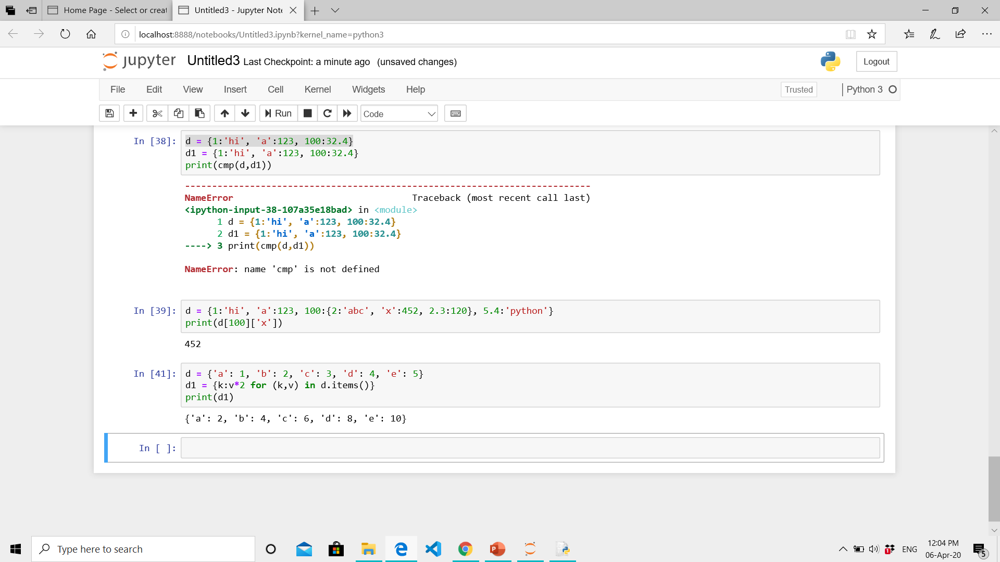 Home Page - Select or creat
Untitled3 - Jupyter Note
localhost:8888/notebooks/Untitled3.ipynb?kernel_name=python3
jupyter Untitled3 Last Checkpoint: a minute ago (unsaved changes)
Logout
File Edit View Insert Cell Kernel Widgets Help Trusted Python 3
Run Code
In [38]: d = {1:'hi', 'a':123, 100:32.4}
d1 = {1:'hi', 'a':123, 100:32.4}
print(cmp(d,d1))
---------------------------------------------------------------------------
NameError Traceback (most recent call last)
<ipython-input-38-107a35e18bad> in <module>
1 d = {1:'hi', 'a':123, 100:32.4}
2 d1 = {1:'hi', 'a':123, 100:32.4}
----> 3 print(cmp(d,d1))
NameError: name 'cmp' is not defined
In [39]: d = {1:'hi', 'a':123, 100:{2:'abc', 'x':452, 2.3:120}, 5.4:'python'}
print(d[100]['x'])
452
In [41]: d = {'a': 1, 'b': 2, 'c': 3, 'd': 4, 'e': 5}
d1 = {k:v*2 for (k,v) in d.items()}
print(d1)
{'a': 2, 'b': 4, 'c': 6, 'd': 8, 'e': 10}
In [ ]:
Type here to search
1
ENG
12:04 PM
06-Apr-20
5